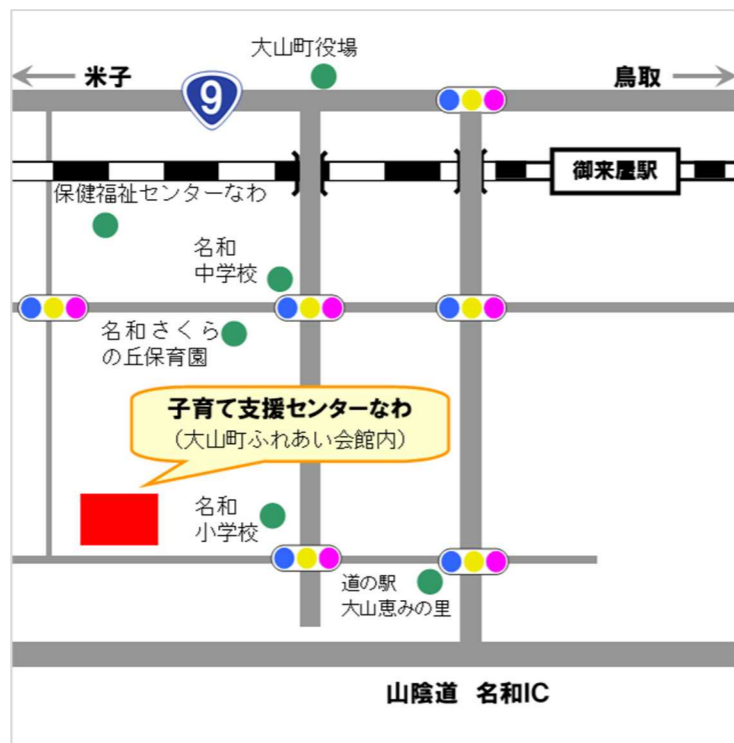 大山町役場
米子
9
鳥取
御来屋駅
保健福祉センターなわ
名和
中学校
名和さくら
の丘保育園
子育て支援センターなわ
（大山町ふれあい会館内）
名和
小学校
道の駅
大山恵みの里
山陰道 名和IC